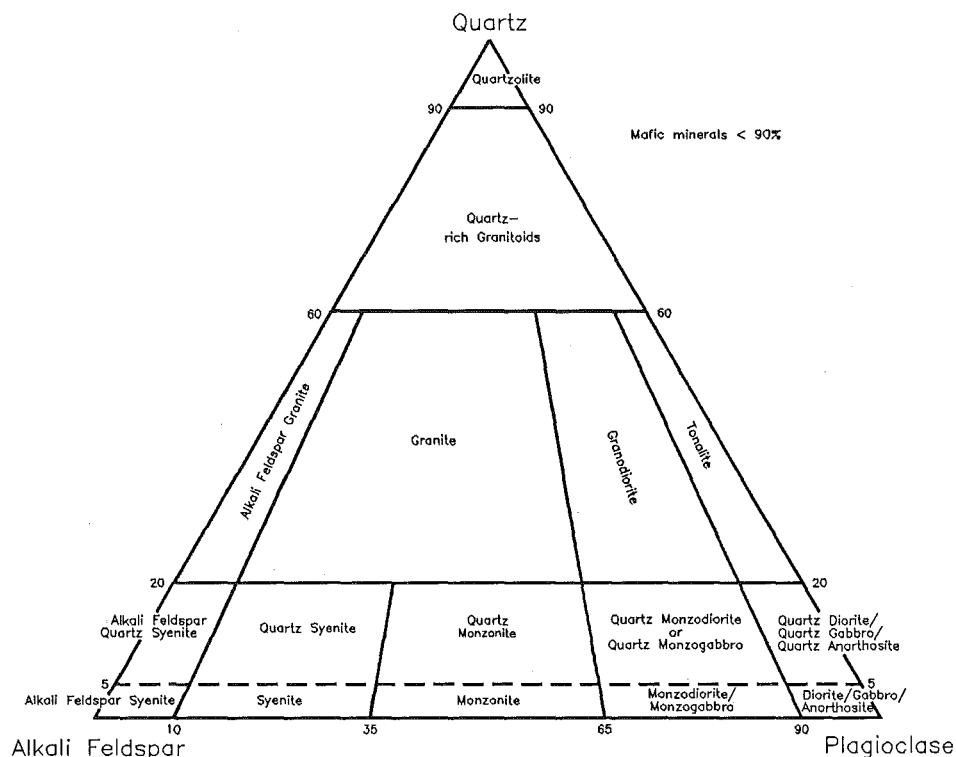 Quartz
Quartzolite
90
90
Mafic minerals < 90%
Quartz-
rich Granitoids
60
60
Alkali Feldspar Granite
Granite
Granodiorite
Tonalite
20
20
Alkali Feldspar
Quartz Syenite
Quartz Syenite
Quartz
Monzonite
Quartz Monzodiorite
or
Quartz Monzogabbro
Quartz Diorite/
Quartz Gabbro/
Quartz Anorthosite
5
5
Alkali Feldspar Syenite
Syenite
Monzonite
Monzodiorite/
Monzogabbro
Diorite/Gabbro/
Anorthosite
10
35
65
90
Alkali Feldspar
Plagioclase